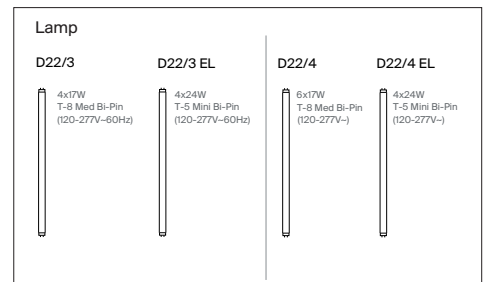 Lamp
D22/3
4x17W
T-8 Med Bi-Pin
(120-277V~60Hz)
D22/3 EL
4x24W
T-5 Mini Bi-Pin
(120-277V~60Hz)
D22/4
6x17W
T-8 Med Bi-Pin
(120-277V~)
D22/4 EL
4x24W
T-5 Mini Bi-Pin
(120-277V~)